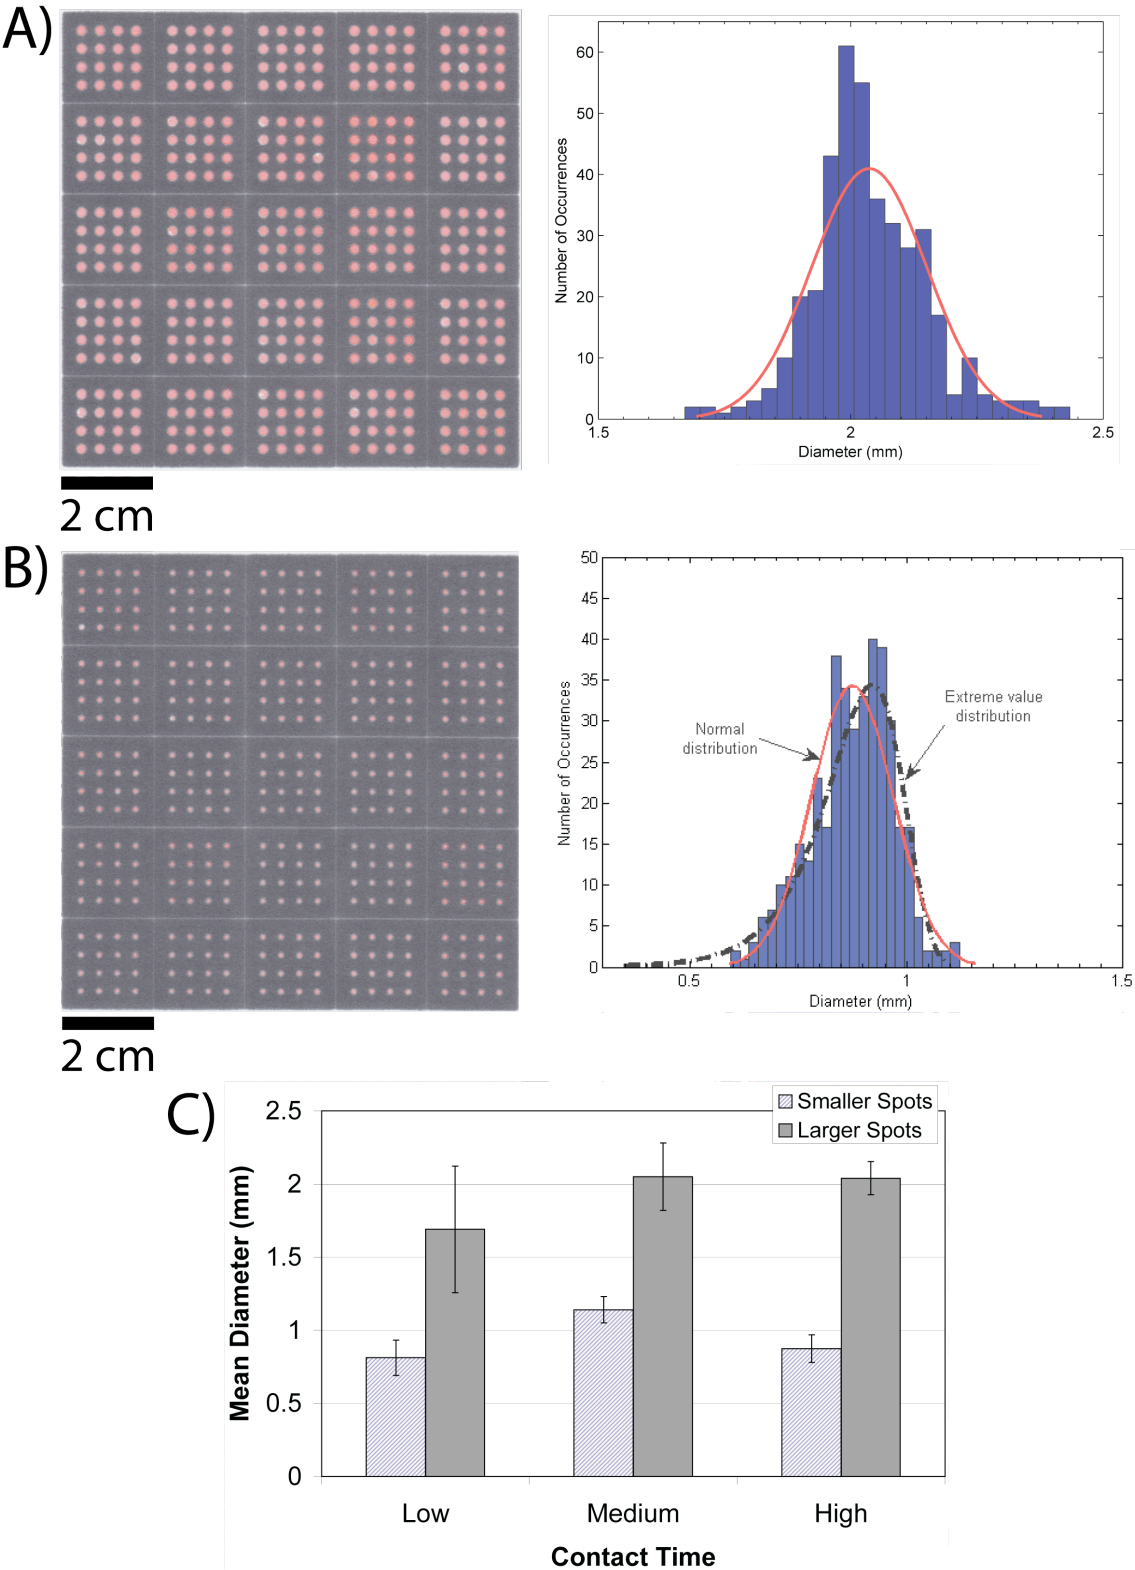 A)
60
50
40
30
20
10
0
Number of Occurrences
1.5
2
2.5
Diameter (mm)
2 cm
B)
50
45
40
35
30
25
20
15
10
5
0
Number of Occurrences
Normal
distribution
Extreme value
distribution
0.5
1
1.5
Diameter (mm)
2 cm
C)
Smaller Spots
Larger Spots
2.5
2
1.5
1
0.5
0
Mean Diameter (mm)
Low
Medium
High
Contact Time